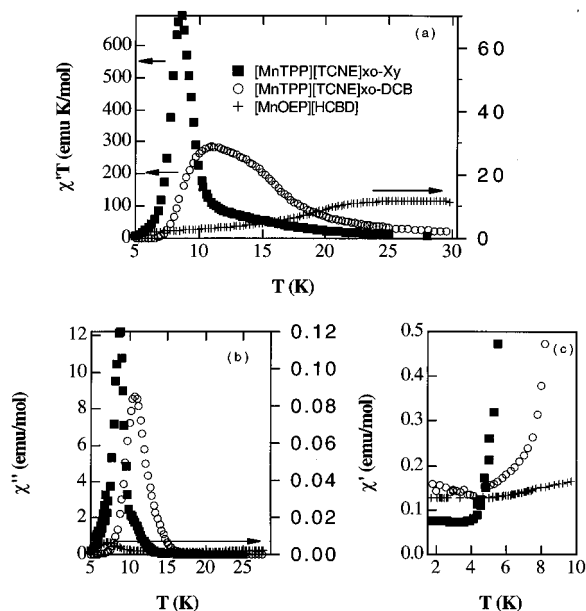 (a)
600
500
400
300
200
100
0
60
40
20
0
[MnTPP][TCNE]xo-Xy
[MnTPP][TCNE]xo-DCB
[MnOEP][HCBD]
χ'T (emu K/mol)
5 10 15 20 25 30
T (K)
(b)
12
10
8
6
4
2
0
0.12
0.10
0.08
0.06
0.04
0.02
0.00
χ'' (emu/mol)
5 10 15 20 25
T (K)
(c)
0.5
0.4
0.3
0.2
0.1
0.0
χ' (emu/mol)
2 4 6 8 10
T (K)